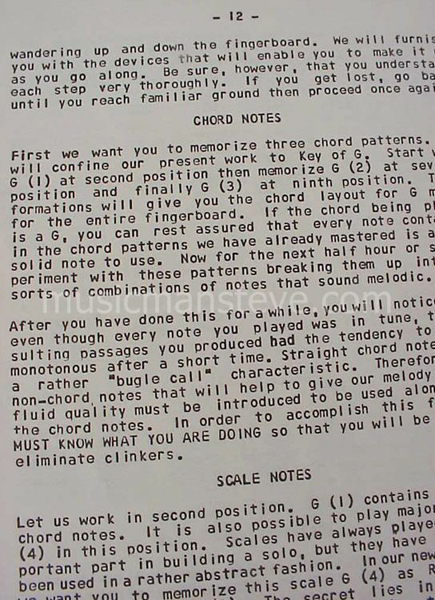 - 12 -
wandering up and down the fingerboard. We will furnis
you with the devices that will enable you to make it
as you go along. Be sure, however, that you understa
each step very thoroughly. If you get lost, go ba
until you reach familiar ground then proceed once agai
CHORD NOTES
First we want you to memorize three chord patterns.
will confine our present work to Key of G. Start
G (1) at second position then memorize G (2) at sev
position and finally G (3) at ninth position. T
formations will give you the chord layout for G m
for the entire fingerboard. If the chord being p
is a G, you can rest assured that every note cont
in the chord patterns we have already mastered is a
solid note to use. Now for the next half hour or s
periment with these patterns breaking them up int
sorts of combinations of notes that sound melodic.
musicmansteve.com
After you have done this for a while, you will notic
even though every note you played was in tune, t
sulting passages you produced had the tendency to
monotonous after a short time. Straight chord note
a rather "bugle call" characteristic. Therefor
non-chord notes that will help to give our melody
fluid quality must be introduced to be used alon
the chord notes. In order to accomplish this f
MUST KNOW WHAT YOU ARE DOING so that you will be
eliminate clinkers.
SCALE NOTES
Let us work in second position. G (1) contains
chord notes. It is also possible to play majo
(4) in this position. Scales have always playe
portant part in building a solo, but they have
been used in a rather abstract fashion. In our new
want you to memorize this scale G (4) as R
The secret lies in